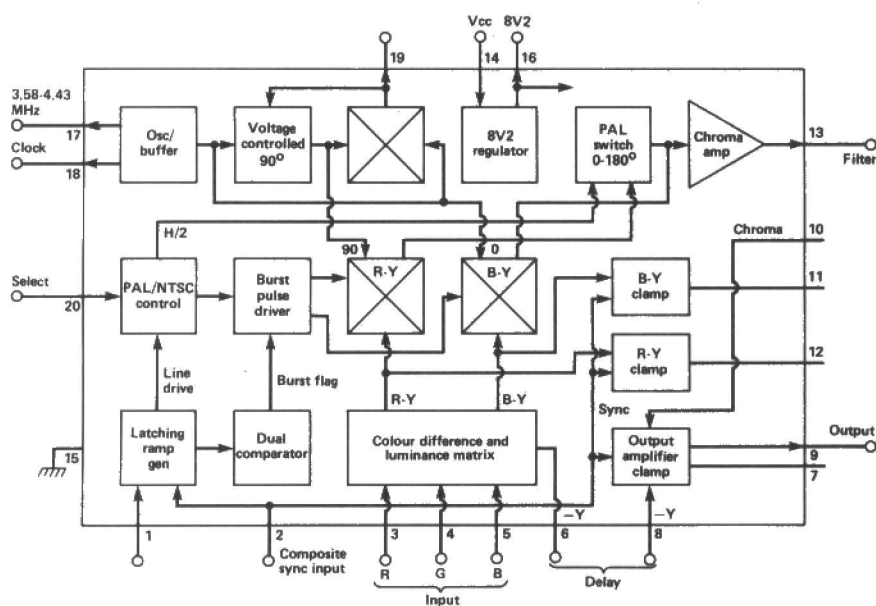 Vcc 8V2
19 14 16
3,58-4,43
MHz
17
Clock
18
Osc/
buffer
Voltage
controlled
90°
8V2
regulator
PAL
switch
0-180°
Chroma
amp
13
Filter
H/2
Chroma
10
90
R-Y
0
B-Y
Select
20
PAL/NTSC
control
Burst
pulse
driver
B-Y
clamp
11
R-Y
clamp
12
Line
drive
Burst flag
R-Y
B-Y
Sync
15
Latching
ramp
gen
Dual
comparator
Colour difference and
luminance matrix
Output
amplifier
clamp
Output
9
7
-Y
-Y
1 2 3 4 5 6 8
Composite
sync input
R G B
Delay
Input